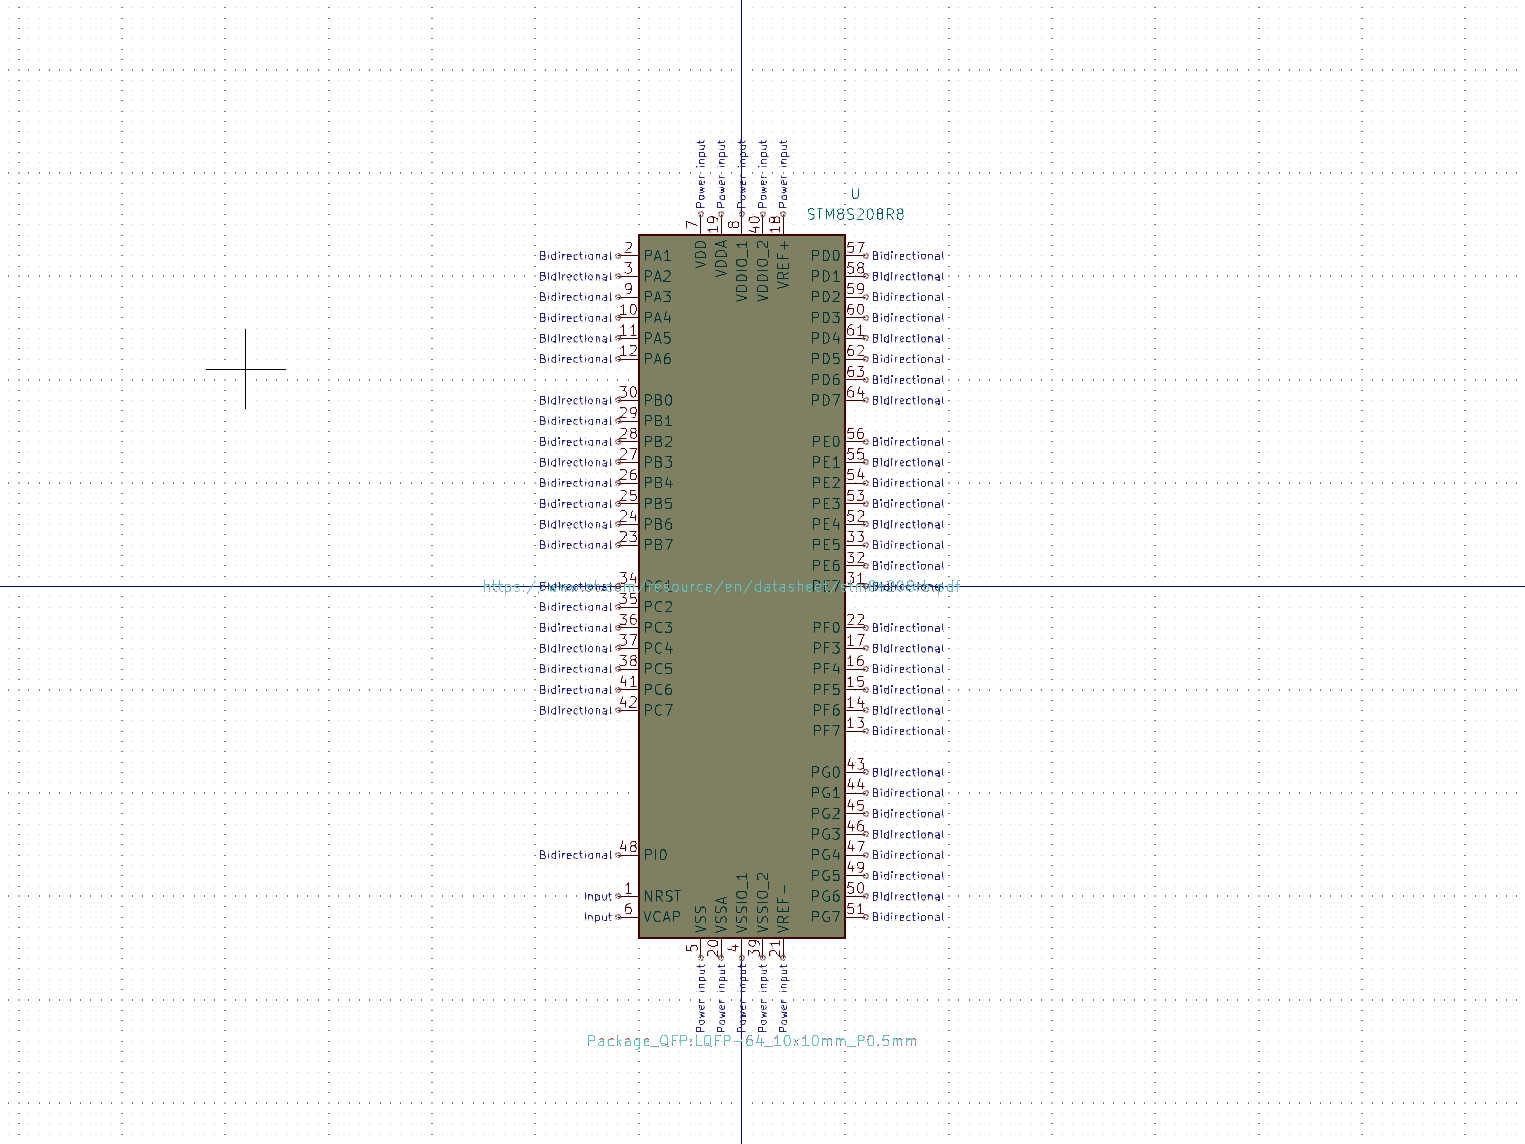 Power input Power input Power input Power input Power input
U
STM8S208R8
7 19 8 40 18
VDD VDDA VDDIO_1 VDDIO_2 VREF+
Bidirectional 2 PA1 PD0 57 Bidirectional
Bidirectional 3 PA2 PD1 58 Bidirectional
Bidirectional 9 PA3 PD2 59 Bidirectional
Bidirectional 10 PA4 PD3 60 Bidirectional
Bidirectional 11 PA5 PD4 61 Bidirectional
Bidirectional 12 PA6 PD5 62 Bidirectional
PD6 63 Bidirectional
Bidirectional 30 PB0 PD7 64 Bidirectional
Bidirectional 29 PB1
Bidirectional 28 PB2 PE0 56 Bidirectional
Bidirectional 27 PB3 PE1 55 Bidirectional
Bidirectional 26 PB4 PE2 54 Bidirectional
Bidirectional 25 PB5 PE3 53 Bidirectional
Bidirectional 24 PB6 PE4 52 Bidirectional
Bidirectional 23 PB7 PE5 33 Bidirectional
PE6 32 Bidirectional
34 PE7 31
Bidirectional 35 PC2
Bidirectional 36 PC3 PF0 22 Bidirectional
Bidirectional 37 PC4 PF3 17 Bidirectional
Bidirectional 38 PC5 PF4 16 Bidirectional
Bidirectional 41 PC6 PF5 15 Bidirectional
Bidirectional 42 PC7 PF6 14 Bidirectional
PF7 13 Bidirectional
PG0 43 Bidirectional
PG1 44 Bidirectional
PG2 45 Bidirectional
PG3 46 Bidirectional
Bidirectional 48 PI0 PG4 47 Bidirectional
PG5 49 Bidirectional
Input 1 NRST PG6 50 Bidirectional
Input 6 VCAP PG7 51 Bidirectional
VSS VSSA VSSIO_1 VSSIO_2 VREF-
5 20 4 39 21
Power input Power input Power input Power input Power input
Package_QFP:LQFP-64_10x10mm_P0.5mm